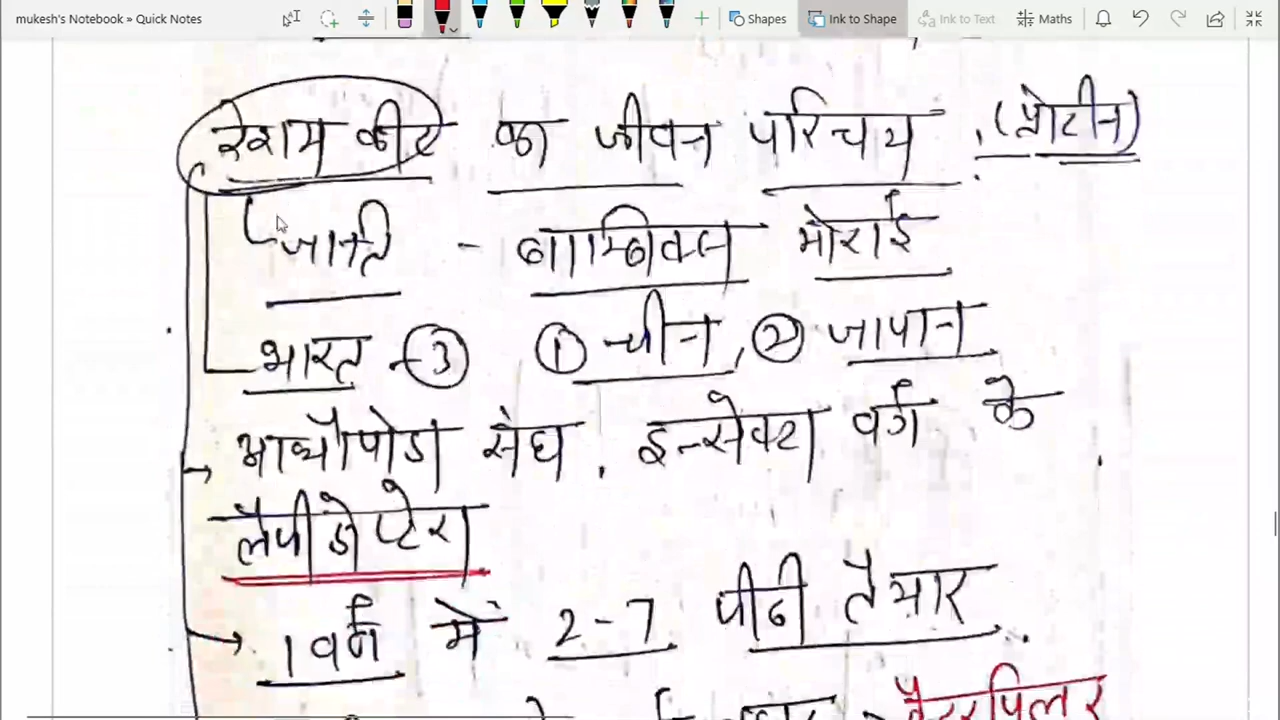 mukesh's Notebook » Quick Notes
Shapes
Ink to Shape
Ink to Text
Maths
रेशम कीट का जीवन परिचय . (प्रोटीन)
जाति - बाम्बिक्स मोराई
भारत - ③ ① चीन, ② जापान
→ आर्थ्रोपोडा संघ . इन्सेक्टा वर्ग के
लैपीडोप्टेरा
→ 1 वर्ष में 2-7 पीढी तैयार .
कैटरपिलर